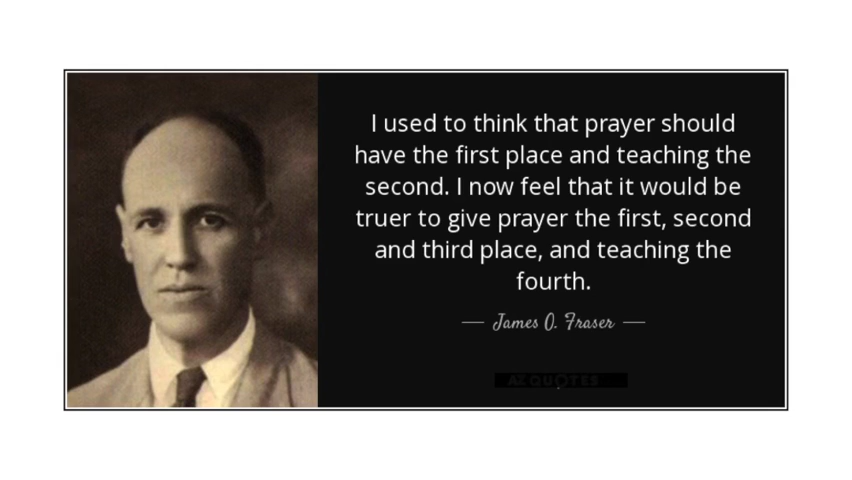 I used to think that prayer should
have the first place and teaching the
second. I now feel that it would be
truer to give prayer the first, second
and third place, and teaching the
fourth.
— James O. Fraser —
AZ QUOTES